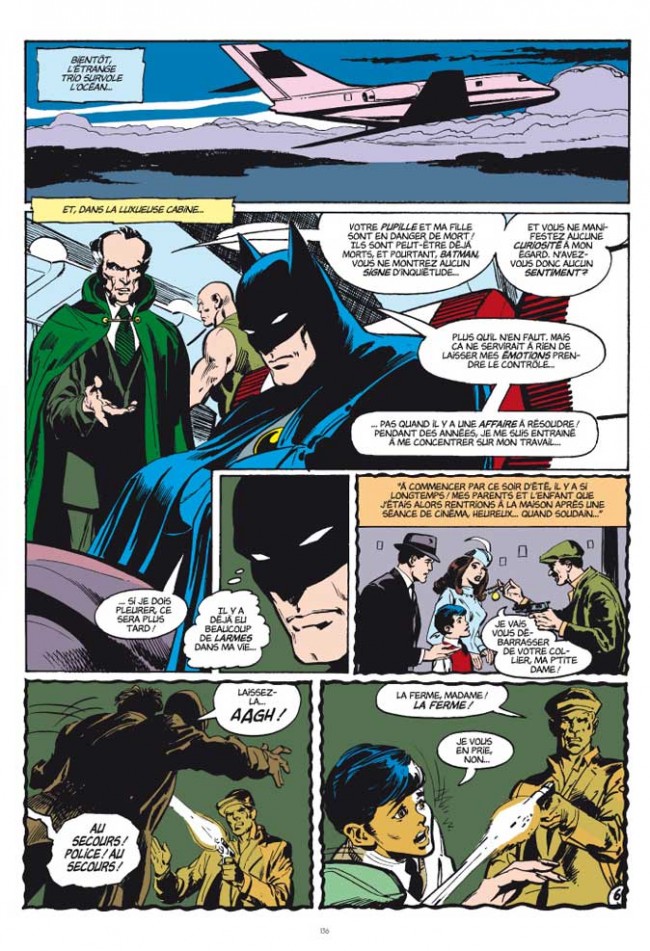 BIENTÔT,
L'ÉTRANGE
TRIO SURVOLE
L'OCÉAN...
ET, DANS LA LUXUEUSE CABINE...
VOTRE PUPILLE ET MA FILLE
SONT EN DANGER DE MORT !
ILS SONT PEUT-ÊTRE DÉJÀ
MORTS, ET POURTANT, BATMAN,
VOUS NE MONTREZ AUCUN
SIGNE D'INQUIÉTUDE...
ET VOUS NE MANI-
FESTEZ AUCUNE
CURIOSITÉ À MON
ÉGARD. N'AVEZ-
VOUS DONC AUCUN
SENTIMENT ?
PLUS QU'IL N'EN FAUT. MAIS
ÇA NE SERVIRAIT À RIEN DE
LAISSER MES ÉMOTIONS PREN-
DRE LE CONTRÔLE...
... PAS QUAND IL Y A UNE AFFAIRE À RÉSOUDRE !
PENDANT DES ANNÉES, JE ME SUIS ENTRAÎNÉ
À ME CONCENTRER SUR MON TRAVAIL...
... SI JE DOIS
PLEURER, CE
SERA PLUS
TARD !
IL Y A
DÉJÀ EU
BEAUCOUP
DE LARMES
DANS MA VIE...
"À COMMENCER PAR CE SOIR D'ÉTÉ, IL Y A SI
LONGTEMPS ! MES PARENTS ET L'ENFANT QUE
J'ÉTAIS ALORS RENTRIONS À LA MAISON APRÈS UNE
SÉANCE DE CINÉMA, HEUREUX... QUAND SOUDAIN..."
JE VAIS
VOUS DÉ-
BARRASSER
DE VOTRE COL-
LIER, MA P'TITE
DAME !
LAISSEZ-
LA...
AAGH !
AU
SECOURS !
POLICE ! AU
SECOURS !
LA FERME, MADAME !
LA FERME !
JE VOUS
EN PRIE,
NON...
6
136